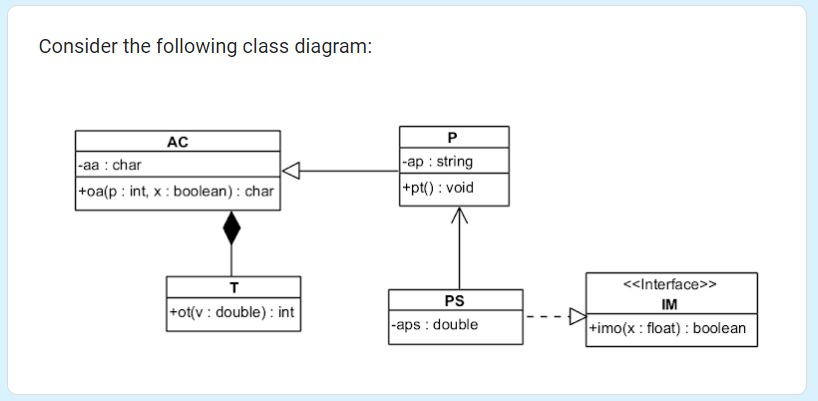 Consider the following class diagram:
AC
-aa : char
+oa(p : int, x : boolean) : char
P
-ap : string
+pt() : void
T
+ot(v : double) : int
PS
-aps : double
<<Interface>>
IM
+imo(x : float) : boolean